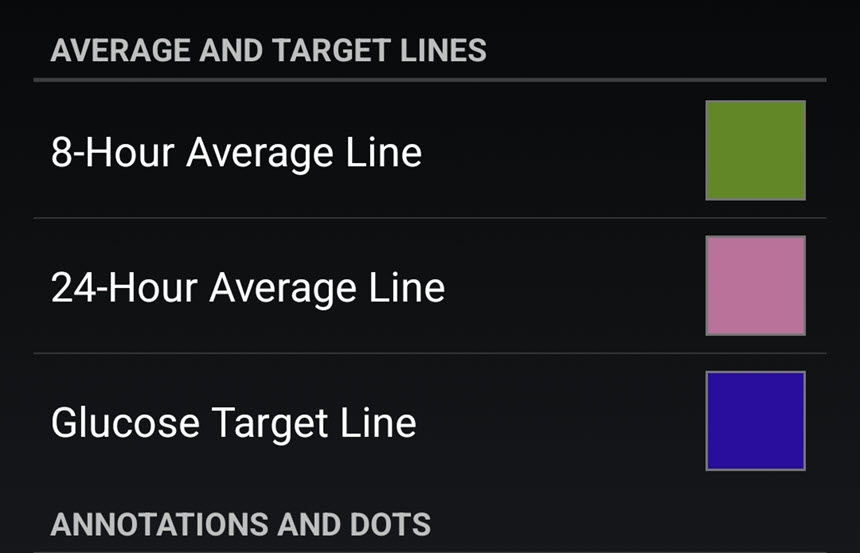 AVERAGE AND TARGET LINES
8-Hour Average Line
24-Hour Average Line
Glucose Target Line
ANNOTATIONS AND DOTS